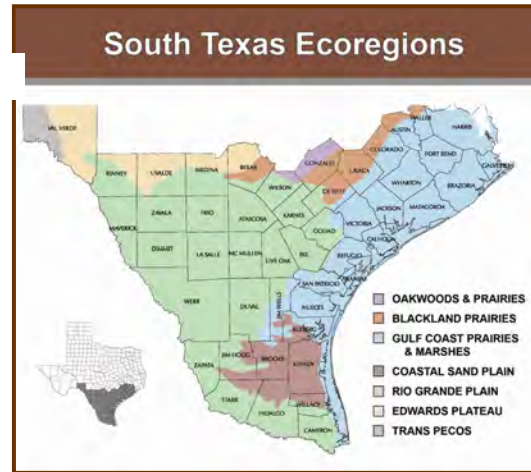 South Texas Ecoregions
VAL VERDE
KINNEY
UVALDE
MEDINA
BEXAR
WILSON
GONZALES
LAVACA
COLORADO
AUSTIN
WALLER
HARRIS
FORT BEND
GALVESTON
BRAZORIA
WHARTON
MATAGORDA
JACKSON
DE WITT
VICTORIA
CALHOUN
KARNES
GOLIAD
REFUGIO
ARANSAS
MAVERICK
ZAVALA
FRIO
ATASCOSA
DIMMIT
LA SALLE
MC MULLEN
LIVE OAK
BEE
SAN PATRICIO
WEBB
DUVAL
JIM WELLS
NUECES
KLEBERG
ZAPATA
JIM HOGG
BROOKS
KENEDY
STARR
HIDALGO
WILLACY
CAMERON
OAKWOODS & PRAIRIES
BLACKLAND PRAIRIES
GULF COAST PRAIRIES
& MARSHES
COASTAL SAND PLAIN
RIO GRANDE PLAIN
EDWARDS PLATEAU
TRANS PECOS